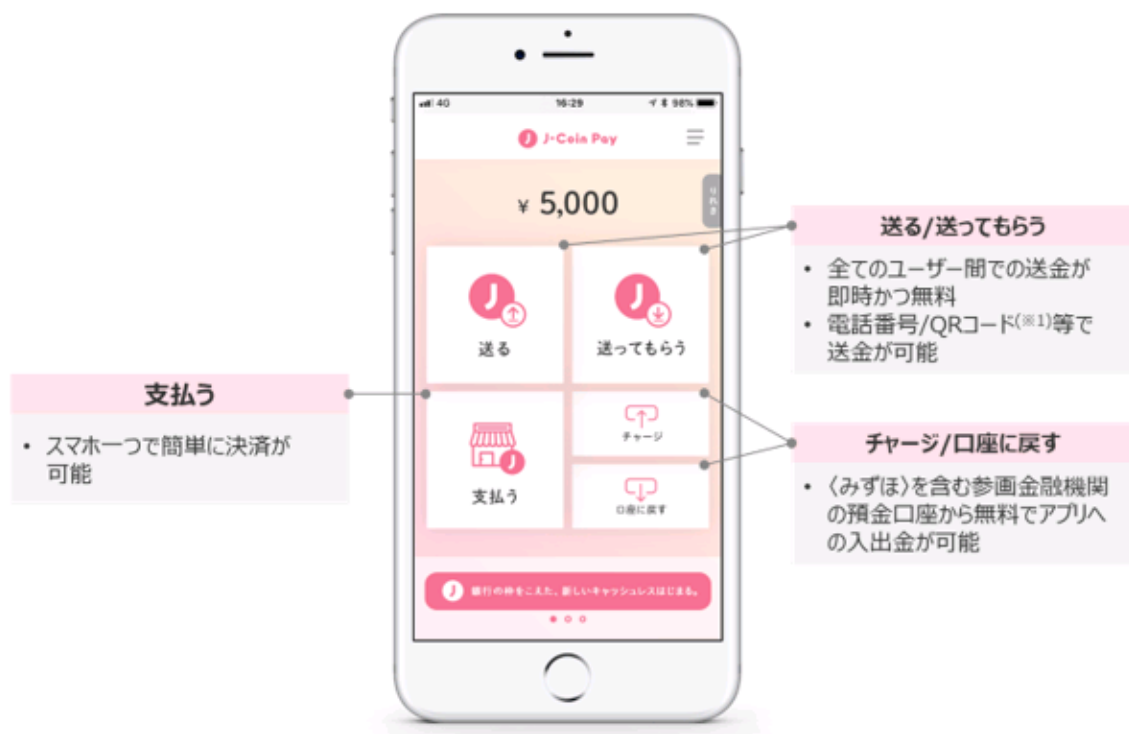 4G 16:29 98%
J-Coin Pay
¥ 5,000
りれき
送る
送ってもらう
支払う
チャージ
口座に戻す
銀行の枠をこえた、新しいキャッシュレスはじまる。
支払う
• スマホ一つで簡単に決済が
可能
送る/送ってもらう
• 全てのユーザー間での送金が
即時かつ無料
• 電話番号/QRコード(※1)等で
送金が可能
チャージ/口座に戻す
• 〈みずほ〉を含む参画金融機関
の預金口座から無料でアプリへ
の入出金が可能